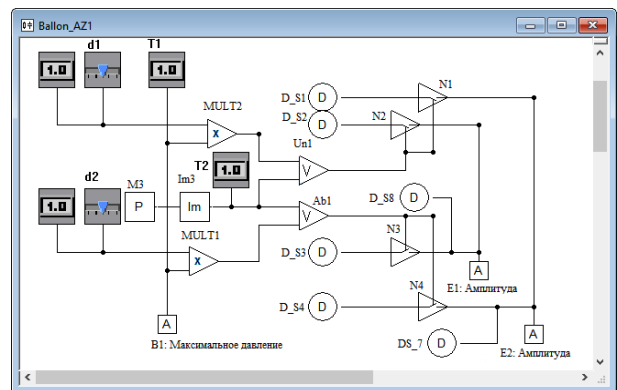 Ballon_AZ1
d1
T1
1.0
1.0
MULT2
x
D_S1
D
N1
D_S2
D
N2
Un1
V
T2
1.0
d2
1.0
M3
P
Im3
Im
Ab1
V
D_S8
D
MULT1
x
D_S3
D
N3
A
E1: Амплитуда
D_S4
D
N4
A
B1: Максимальное давление
DS_7
D
A
E2: Амплитуда